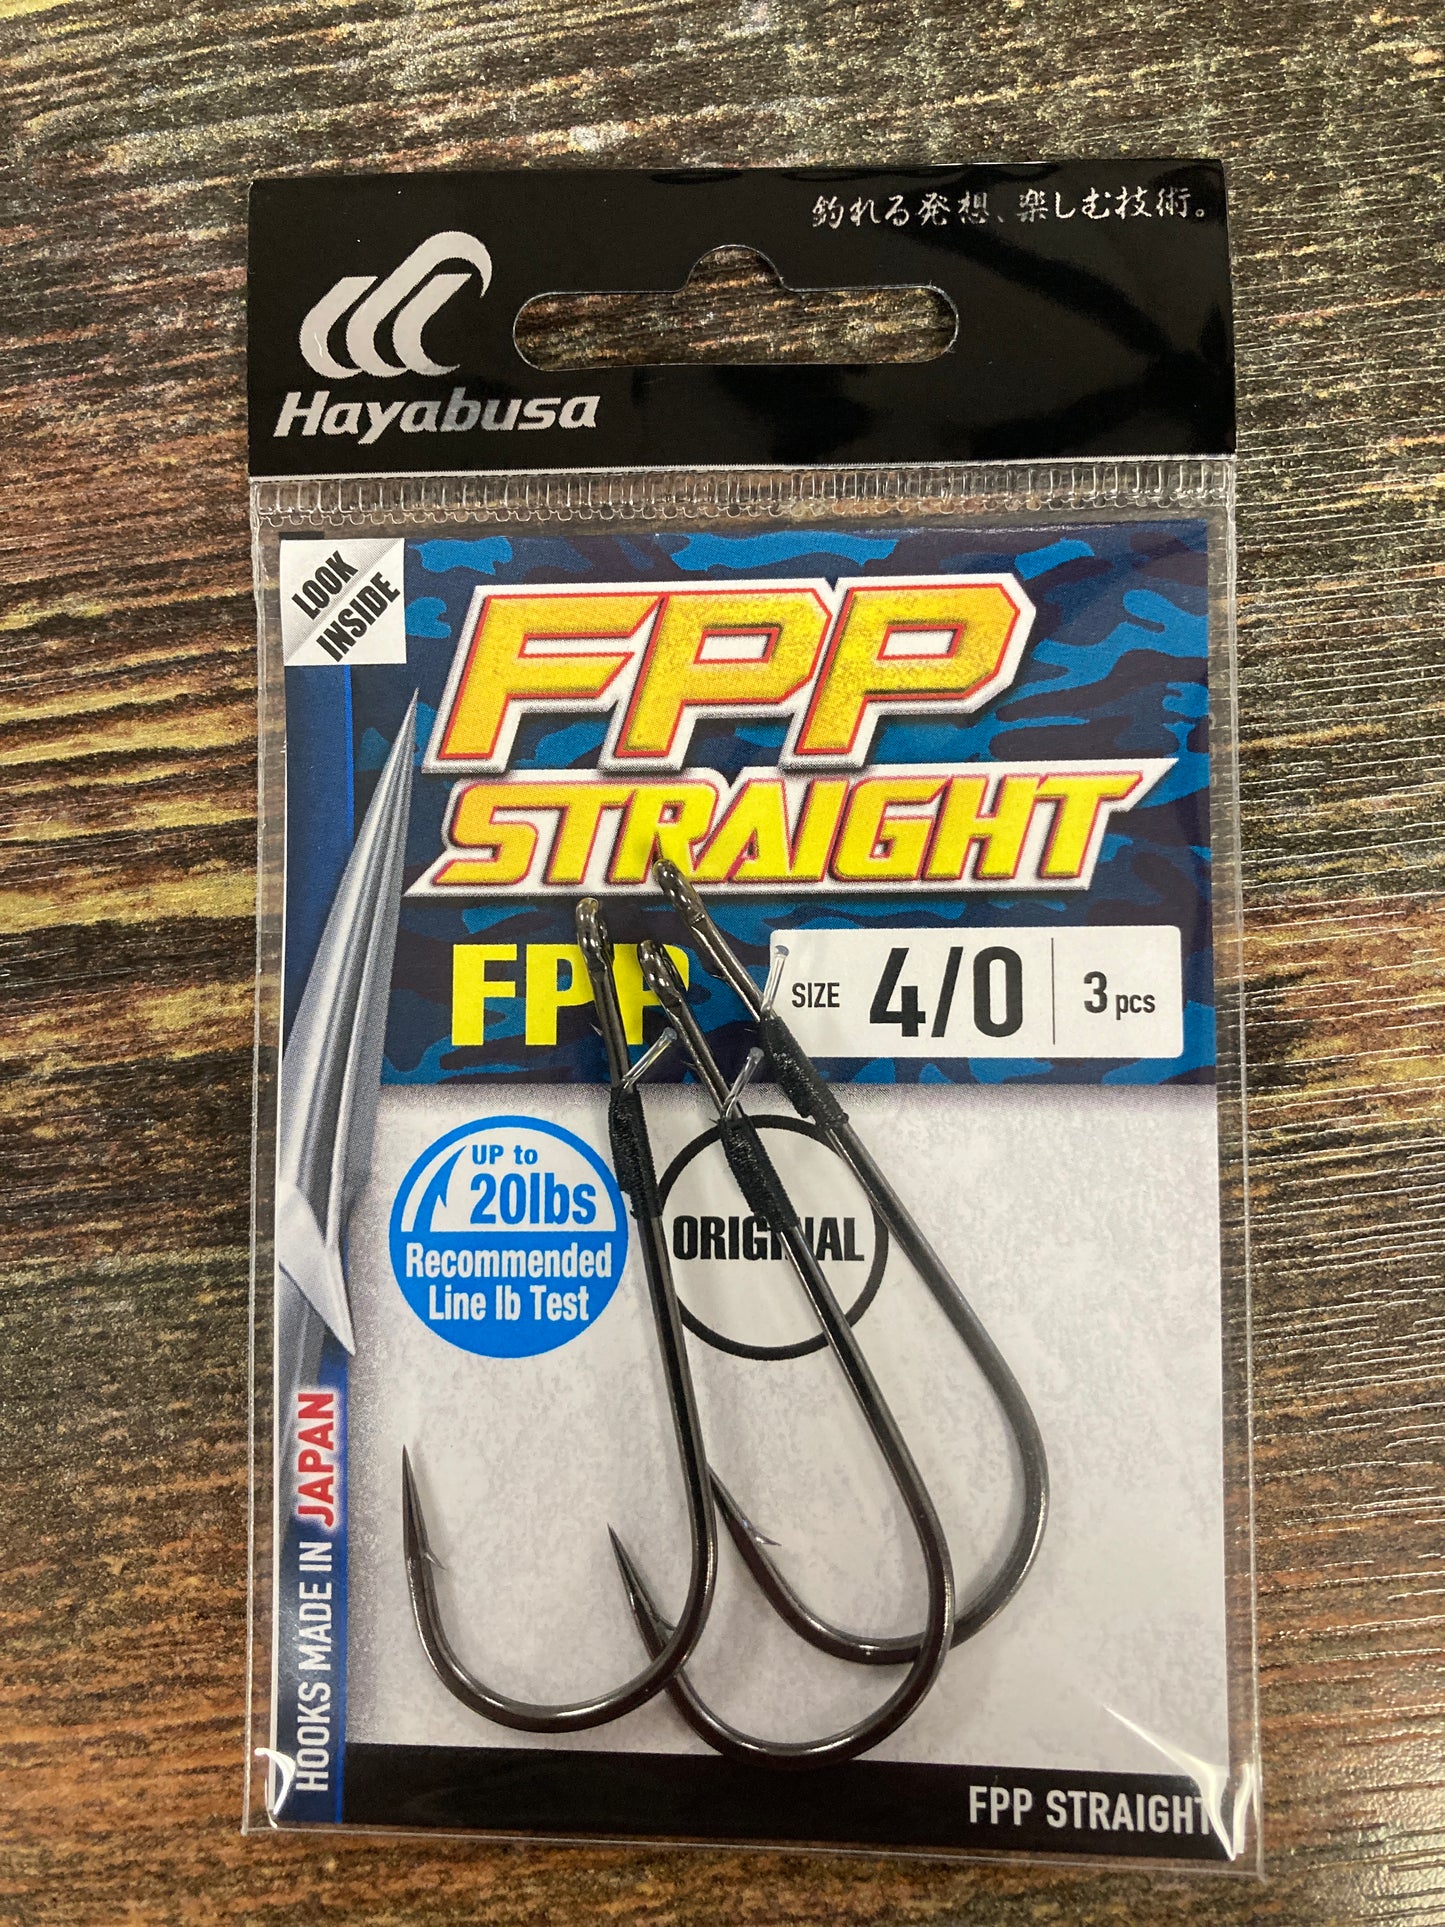 釣れる発想、楽しむ技術。
Hayabusa
LOOK
INSIDE
FPP
STRAIGHT
FPP
SIZE 4/0 3 pcs
UP to
20lbs
Recommended
Line lb Test
ORIGINAL
HOOKS MADE IN JAPAN
FPP STRAIGHT